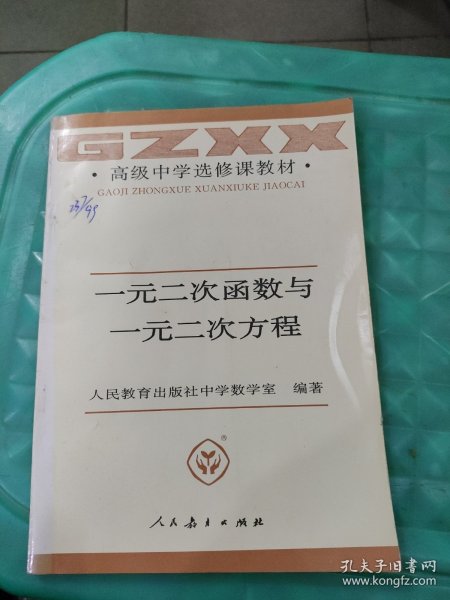 GZXX
·高级中学选修课教材·
GAOJI ZHONGXUE XUANXIUKE JIAOCAI
一元二次函数与
一元二次方程
人民教育出版社中学数学室 编著
®
人民教育出版社
孔夫子旧书网
www.kongfz.com